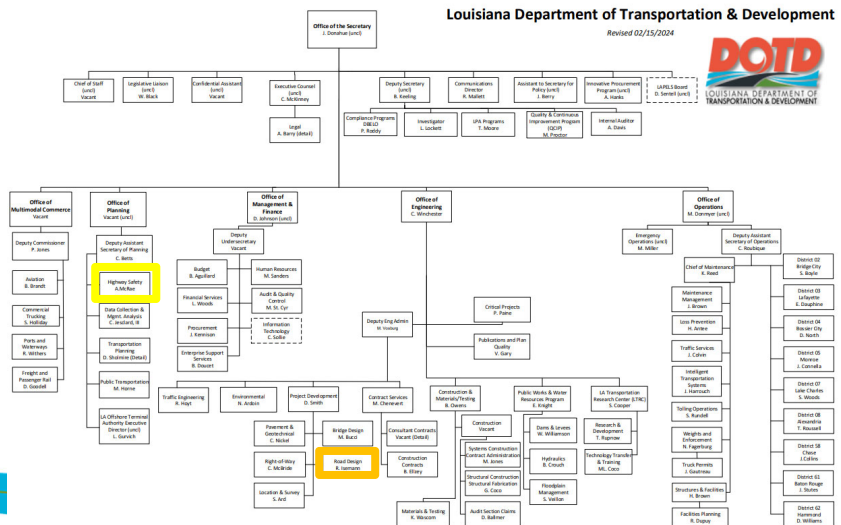 Louisiana Department of Transportation & Development
Revised 02/15/2024
DOTD
LOUISIANA DEPARTMENT OF
TRANSPORTATION & DEVELOPMENT
Office of the Secretary
J. Donahue (uncl)
Chief of Staff
(uncl)
Vacant
Legislative Liaison
(uncl)
W. Black
Confidential Assistant
(uncl)
Vacant
Executive Counsel
(uncl)
C. McKinney
Legal
A. Barry (detail)
Deputy Secretary
(uncl)
B. Keeling
Communications
Director
R. Mallett
Assistant to Secretary for
Policy (uncl)
J. Berry
Innovative Procurement
Program (uncl)
A. Hanks
LAPELS Board
D. Sentell (uncl)
Compliance Programs
DBELO
P. Roddy
Investigator
L. Lockett
LPA Programs
T. Moore
Quality & Continuous
Improvement Program
(QCIP)
M. Proctor
Internal Auditor
A. Davis
Office of
Multimodal Commerce
Vacant
Deputy Commissioner
P. Jones
Aviation
B. Brandt
Commercial
Trucking
S. Holliday
Ports and
Waterways
R. Withers
Freight and
Passenger Rail
D. Goodell
Office of
Planning
Vacant (uncl)
Deputy Assistant
Secretary of Planning
C. Betts
Highway Safety
A.McRae
Data Collection &
Mgmt. Analysis
C. Jeuchard, III
Transportation
Planning
D. Shalmine (Detail)
Public Transportation
M. Horne
LA Offshore Terminal
Authority Executive
Director (uncl)
L. Gurvich
Office of
Management &
Finance
D. Johnson (uncl)
Deputy
Undersecretary
Vacant
Budget
B. Aguillard
Financial Services
L. Woods
Procurement
J. Kennison
Enterprise Support
Services
B. Doucet
Human Resources
M. Sanders
Audit & Quality
Control
M. St. Cyr
Information
Technology
C. Sollie
Office of
Engineering
C. Winchester
Deputy Eng Admin
Critical Projects
P. Paine
Publications and Plan
Quality
V. Gary
Traffic Engineering
R. Hoyt
Environmental
N. Ardoin
Project Development
D. Smith
Contract Services
M. Chenevert
Pavement &
Geotechnical
C. Nickel
Right-of-Way
C. McBride
Location & Survey
S. Ard
Bridge Design
M. Bucci
Road Design
R. Isemann
Consultant Contracts
Vacant (Detail)
Construction
Contracts
B. Ellzey
Construction &
Materials/Testing
B. Owens
Construction
Vacant
Systems Construction
Contract Administration
M. Jones
Structural Construction
Structural Fabrication
G. Coco
Materials & Testing
K. Woscom
Audit Section Claims
D. Ballmer
Public Works & Water
Resources Program
E. Knight
Dams & Levees
W. Williamson
Hydraulics
B. Crouch
Floodplain
Management
S. Veillon
LA Transportation
Research Center (LTRC)
S. Cooper
Research &
Development
T. Rupnow
Technology Transfer
& Training
ML. Coco
Office of
Operations
M. Donmyer (uncl)
Emergency
Operations (uncl)
M. Miller
Deputy Assistant
Secretary of Operations
C. Roubique
Chief of Maintenance
K. Reed
Maintenance
Management
J. Brown
Loss Prevention
H. Antee
Traffic Services
J. Colvin
Intelligent
Transportation
Systems
J. Harrouch
Tolling Operations
S. Rundell
Weights and
Enforcement
N. Fagerburg
Truck Permits
J. Gautreau
Structures & Facilities
H. Brown
Facilities Planning
R. Dupuy
District 02
Bridge City
S. Boyle
District 03
Lafayette
E. Dauphine
District 04
Bossier City
D. North
District 05
Monroe
J. Connella
District 07
Lake Charles
S. Woods
District 08
Alexandria
T. Roussell
District 58
Chase
J.Collins
District 61
Baton Rouge
J. Stutes
District 62
Hammond
D. Williams